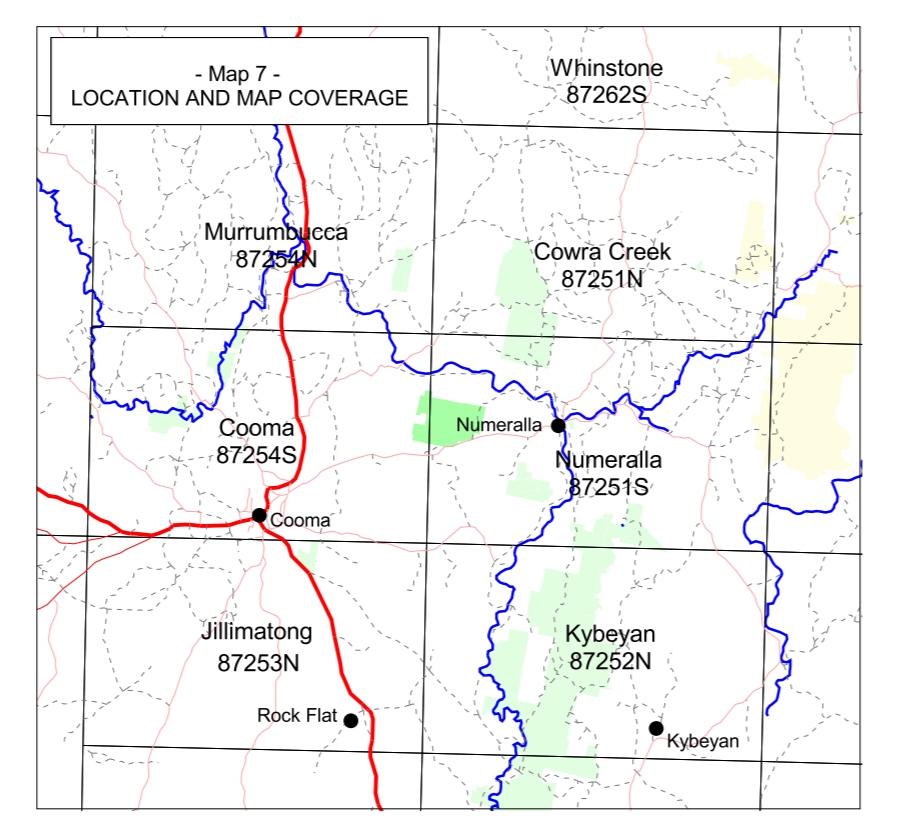 - Map 7 -
LOCATION AND MAP COVERAGE
Whinstone
87262S
Murrumbucca
87254N
Cowra Creek
87251N
Cooma
87254S
Numeralla
Numeralla
87251S
Cooma
Jillimatong
87253N
Kybeyan
87252N
Rock Flat
Kybeyan